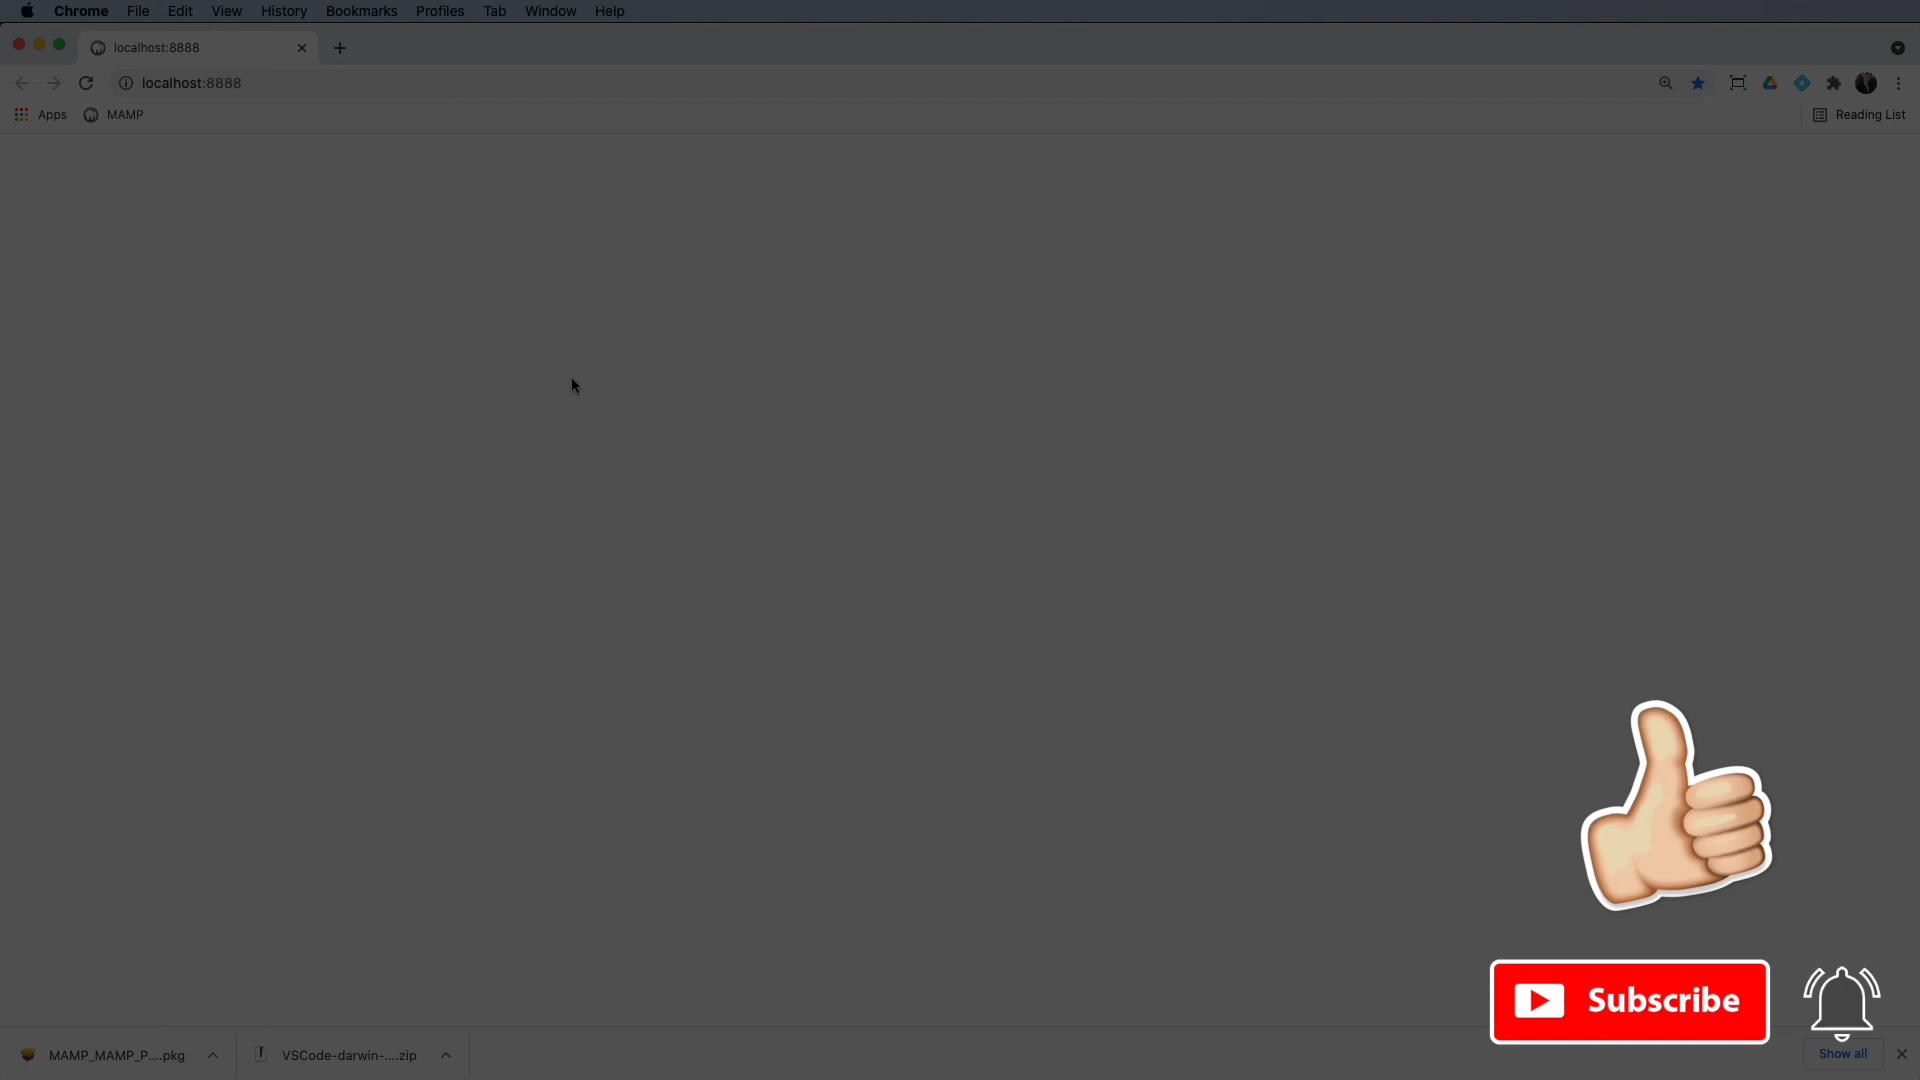 Chrome File Edit View History Bookmarks Profiles Tab Window Help
localhost:8888
localhost:8888
Apps MAMP Reading List
Subscribe
MAMP_MAMP_P....pkg VSCode-darwin-....zip Show all